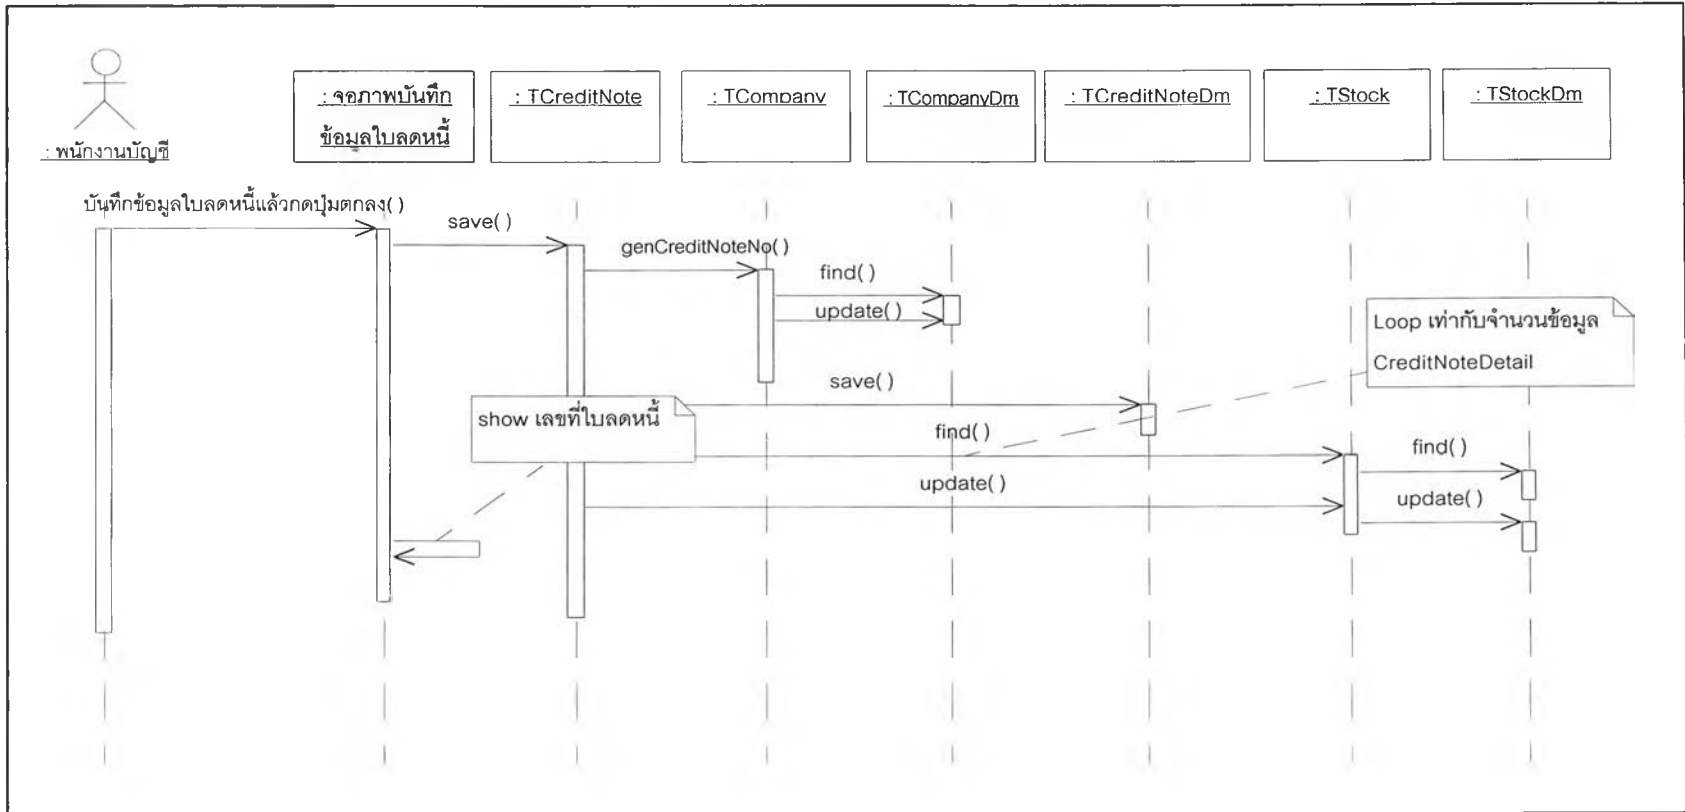 : พนักงานบัญชี
: จอภาพบันทึก
ข้อมูลใบลดหนี้
: TCreditNote
: TCompany
: TCompanyDm
: TCreditNoteDm
: TStock
: TStockDm
บันทึกข้อมูลใบลดหนี้แล้วกดปุ่มตกลง( )
save( )
genCreditNoteNo( )
find( )
update( )
Loop เท่ากับจำนวนข้อมูล
CreditNoteDetail
save( )
show เลขที่ใบลดหนี้
find( )
find( )
update( )
update( )